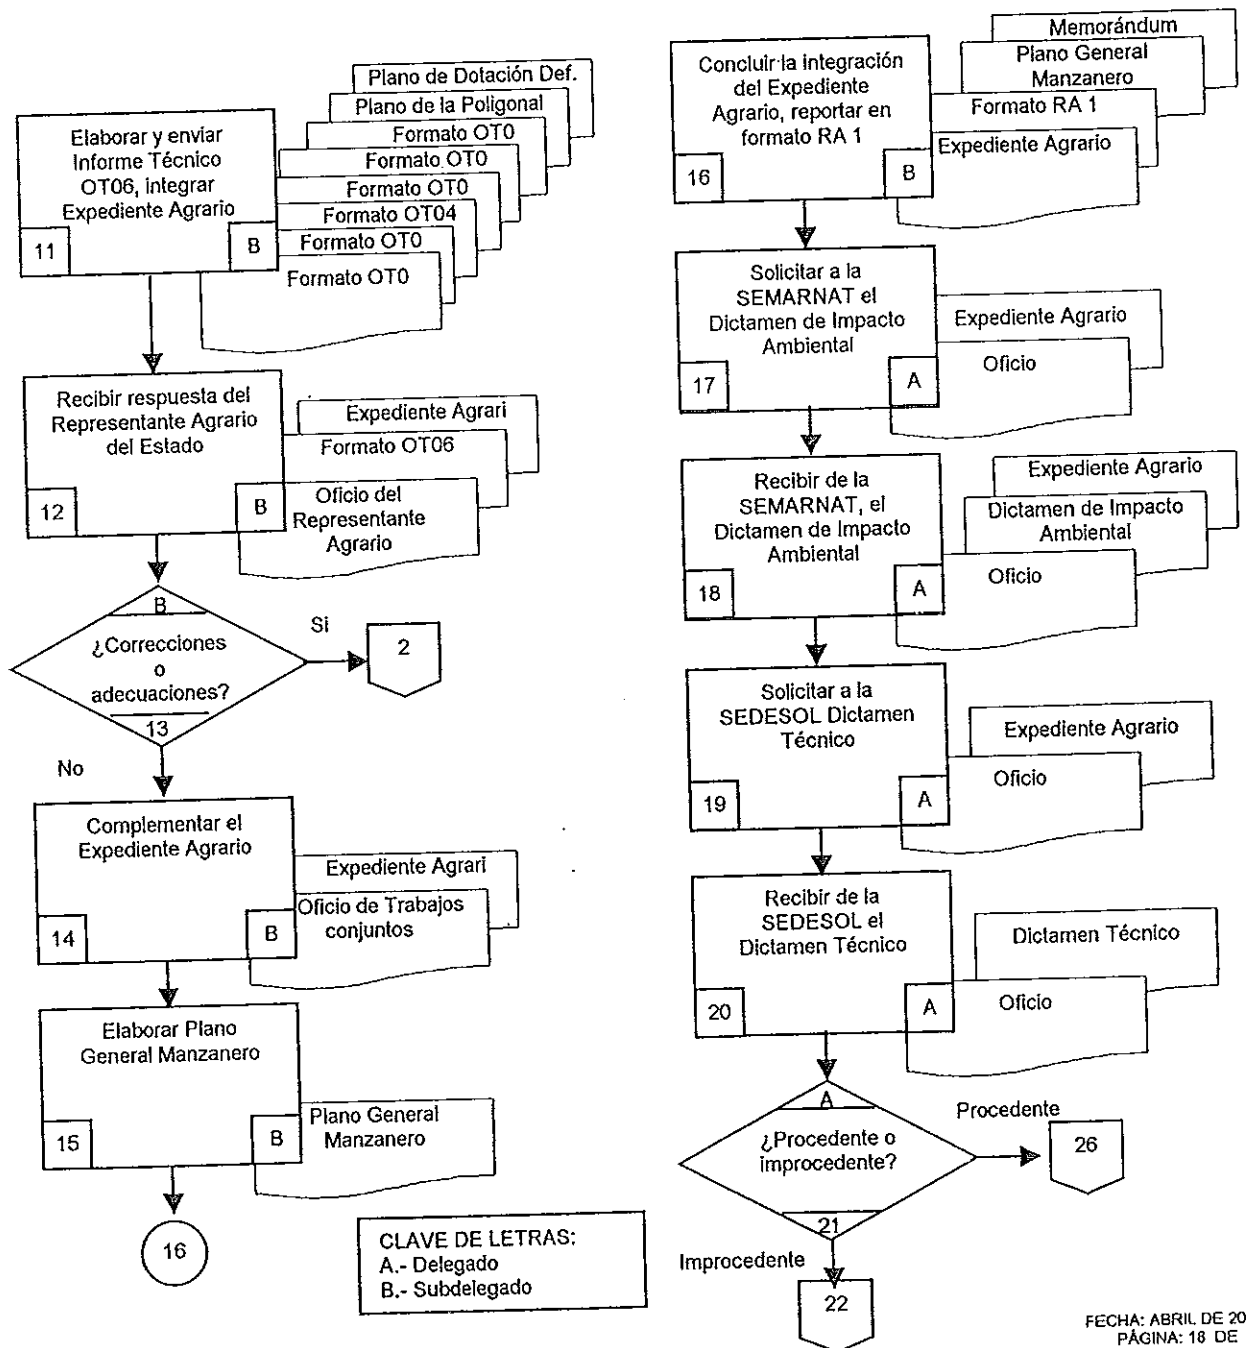 Plano de Dotación Def.
Plano de la Poligonal
Formato OT0
Formato OT0
Formato OT0
Formato OT04
Formato OT0
Formato OT0
Elaborar y enviar
Informe Técnico
OT06, integrar
Expediente Agrario
11
B
Recibir respuesta del
Representante Agrario
del Estado
12
B
Expediente Agrari
Formato OT06
Oficio del
Representante
Agrario
B
¿Correcciones
o
adecuaciones?
13
Si
2
No
Complementar el
Expediente Agrario
14
B
Expediente Agrari
Oficio de Trabajos
conjuntos
Elaborar Plano
General Manzanero
15
B
Plano General
Manzanero
16
CLAVE DE LETRAS:
A.- Delegado
B.- Subdelegado
Concluir la integración
del Expediente
Agrario, reportar en
formato RA 1
16
B
Memorándum
Plano General
Manzanero
Formato RA 1
Expediente Agrario
Solicitar a la
SEMARNAT el
Dictamen de Impacto
Ambiental
17
A
Expediente Agrario
Oficio
Recibir de la
SEMARNAT, el
Dictamen de Impacto
Ambiental
18
A
Expediente Agrario
Dictamen de Impacto
Ambiental
Oficio
Solicitar a la
SEDESOL Dictamen
Técnico
19
A
Expediente Agrario
Oficio
Recibir de la
SEDESOL el
Dictamen Técnico
20
A
Dictamen Técnico
Oficio
A
¿Procedente o
improcedente?
21
Procedente
26
Improcedente
22
FECHA: ABRIL DE 20
PÁGINA: 18 DE